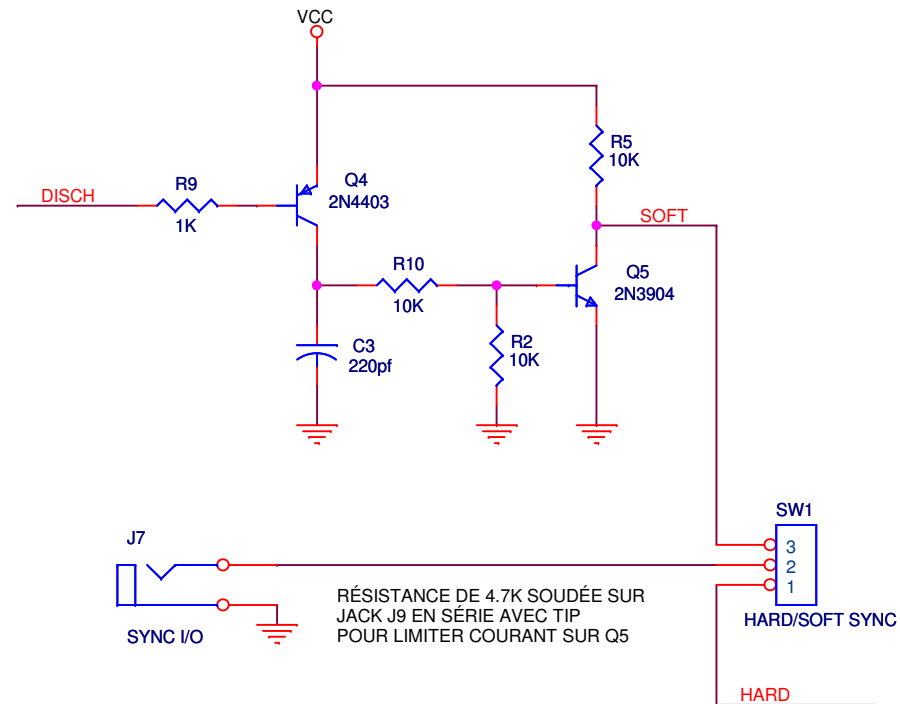 VCC
R5
10K
DISCH
R9
1K
Q4
2N4403
SOFT
R10
10K
Q5
2N3904
C3
220pf
R2
10K
SW1
3
2
1
HARD/SOFT SYNC
J7
SYNC I/O
RÉSISTANCE DE 4.7K SOUDÉE SUR
JACK J9 EN SÉRIE AVEC TIP
POUR LIMITER COURANT SUR Q5
HARD